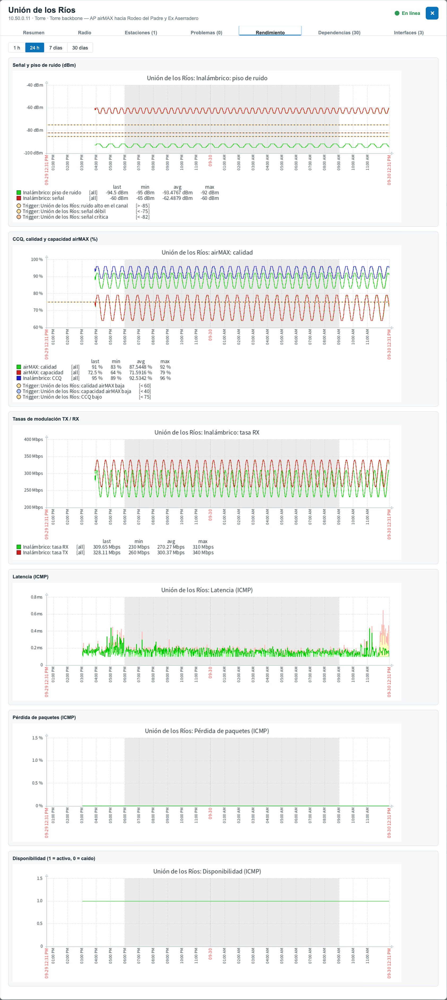 Unión de los Ríos
10.50.0.11 · Torre · Torre backbone — AP airMAX hacia Rodeo del Padre y Ex Aserradero
En línea
×
Resumen Radio Estaciones (1) Problemas (0) Rendimiento Dependencias (30) Interfaces (3)
1 h 24 h 7 días 30 días
Señal y piso de ruido (dBm)
Unión de los Ríos: Inalámbrico: piso de ruido
-40 dBm
-60 dBm
-80 dBm
-100 dBm
09-29 12:31 PM 01:00 PM 02:00 PM 03:00 PM 04:00 PM 05:00 PM 06:00 PM 07:00 PM 08:00 PM 09:00 PM 10:00 PM 11:00 PM 09-30 01:00 AM 02:00 AM 03:00 AM 04:00 AM 05:00 AM 06:00 AM 07:00 AM 08:00 AM 09:00 AM 10:00 AM 11:00 AM 09-30 12:31 PM
last min avg max
Inalámbrico: piso de ruido [all] -94.5 dBm -95 dBm -93.4767 dBm -92 dBm
Inalámbrico: señal [all] -60 dBm -65 dBm -62.4879 dBm -60 dBm
Trigger: Unión de los Ríos: ruido alto en el canal [> -85]
Trigger: Unión de los Ríos: señal débil [< -75]
Trigger: Unión de los Ríos: señal crítica [< -82]
CCQ, calidad y capacidad airMAX (%)
Unión de los Ríos: airMAX: calidad
100 %
90 %
80 %
70 %
60 %
09-29 12:31 PM 01:00 PM 02:00 PM 03:00 PM 04:00 PM 05:00 PM 06:00 PM 07:00 PM 08:00 PM 09:00 PM 10:00 PM 11:00 PM 09-30 01:00 AM 02:00 AM 03:00 AM 04:00 AM 05:00 AM 06:00 AM 07:00 AM 08:00 AM 09:00 AM 10:00 AM 11:00 AM 09-30 12:31 PM
last min avg max
airMAX: calidad [all] 91 % 83 % 87.5448 % 92 %
airMAX: capacidad [all] 72.5 % 64 % 71.5916 % 79 %
Inalámbrico: CCQ [all] 95 % 89 % 92.5342 % 96 %
Trigger: Unión de los Ríos: calidad airMAX baja [< 60]
Trigger: Unión de los Ríos: capacidad airMAX baja [< 40]
Trigger: Unión de los Ríos: CCQ bajo [< 75]
Tasas de modulación TX / RX
Unión de los Ríos: Inalámbrico: tasa RX
400 Mbps
350 Mbps
300 Mbps
250 Mbps
200 Mbps
09-29 12:31 PM 01:00 PM 02:00 PM 03:00 PM 04:00 PM 05:00 PM 06:00 PM 07:00 PM 08:00 PM 09:00 PM 10:00 PM 11:00 PM 09-30 01:00 AM 02:00 AM 03:00 AM 04:00 AM 05:00 AM 06:00 AM 07:00 AM 08:00 AM 09:00 AM 10:00 AM 11:00 AM 09-30 12:31 PM
last min avg max
Inalámbrico: tasa RX [all] 309.65 Mbps 230 Mbps 270.27 Mbps 310 Mbps
Inalámbrico: tasa TX [all] 328.11 Mbps 260 Mbps 300.37 Mbps 340 Mbps
Latencia (ICMP)
Unión de los Ríos: Latencia (ICMP)
0.8 ms
0.6 ms
0.4 ms
0.2 ms
0
09-29 12:31 PM 01:00 PM 02:00 PM 03:00 PM 04:00 PM 05:00 PM 06:00 PM 07:00 PM 08:00 PM 09:00 PM 10:00 PM 11:00 PM 09-30 01:00 AM 02:00 AM 03:00 AM 04:00 AM 05:00 AM 06:00 AM 07:00 AM 08:00 AM 09:00 AM 10:00 AM 11:00 AM 09-30 12:31 PM
Pérdida de paquetes (ICMP)
Unión de los Ríos: Pérdida de paquetes (ICMP)
1.5 %
1.0 %
0.5 %
0 %
09-29 12:31 PM 01:00 PM 02:00 PM 03:00 PM 04:00 PM 05:00 PM 06:00 PM 07:00 PM 08:00 PM 09:00 PM 10:00 PM 11:00 PM 09-30 01:00 AM 02:00 AM 03:00 AM 04:00 AM 05:00 AM 06:00 AM 07:00 AM 08:00 AM 09:00 AM 10:00 AM 11:00 AM 09-30 12:31 PM
Disponibilidad (1 = activo, 0 = caído)
Unión de los Ríos: Disponibilidad (ICMP)
1.5
1.0
0.5
0
09-29 12:31 PM 01:00 PM 02:00 PM 03:00 PM 04:00 PM 05:00 PM 06:00 PM 07:00 PM 08:00 PM 09:00 PM 10:00 PM 11:00 PM 09-30 01:00 AM 02:00 AM 03:00 AM 04:00 AM 05:00 AM 06:00 AM 07:00 AM 08:00 AM 09:00 AM 10:00 AM 11:00 AM 09-30 12:31 PM